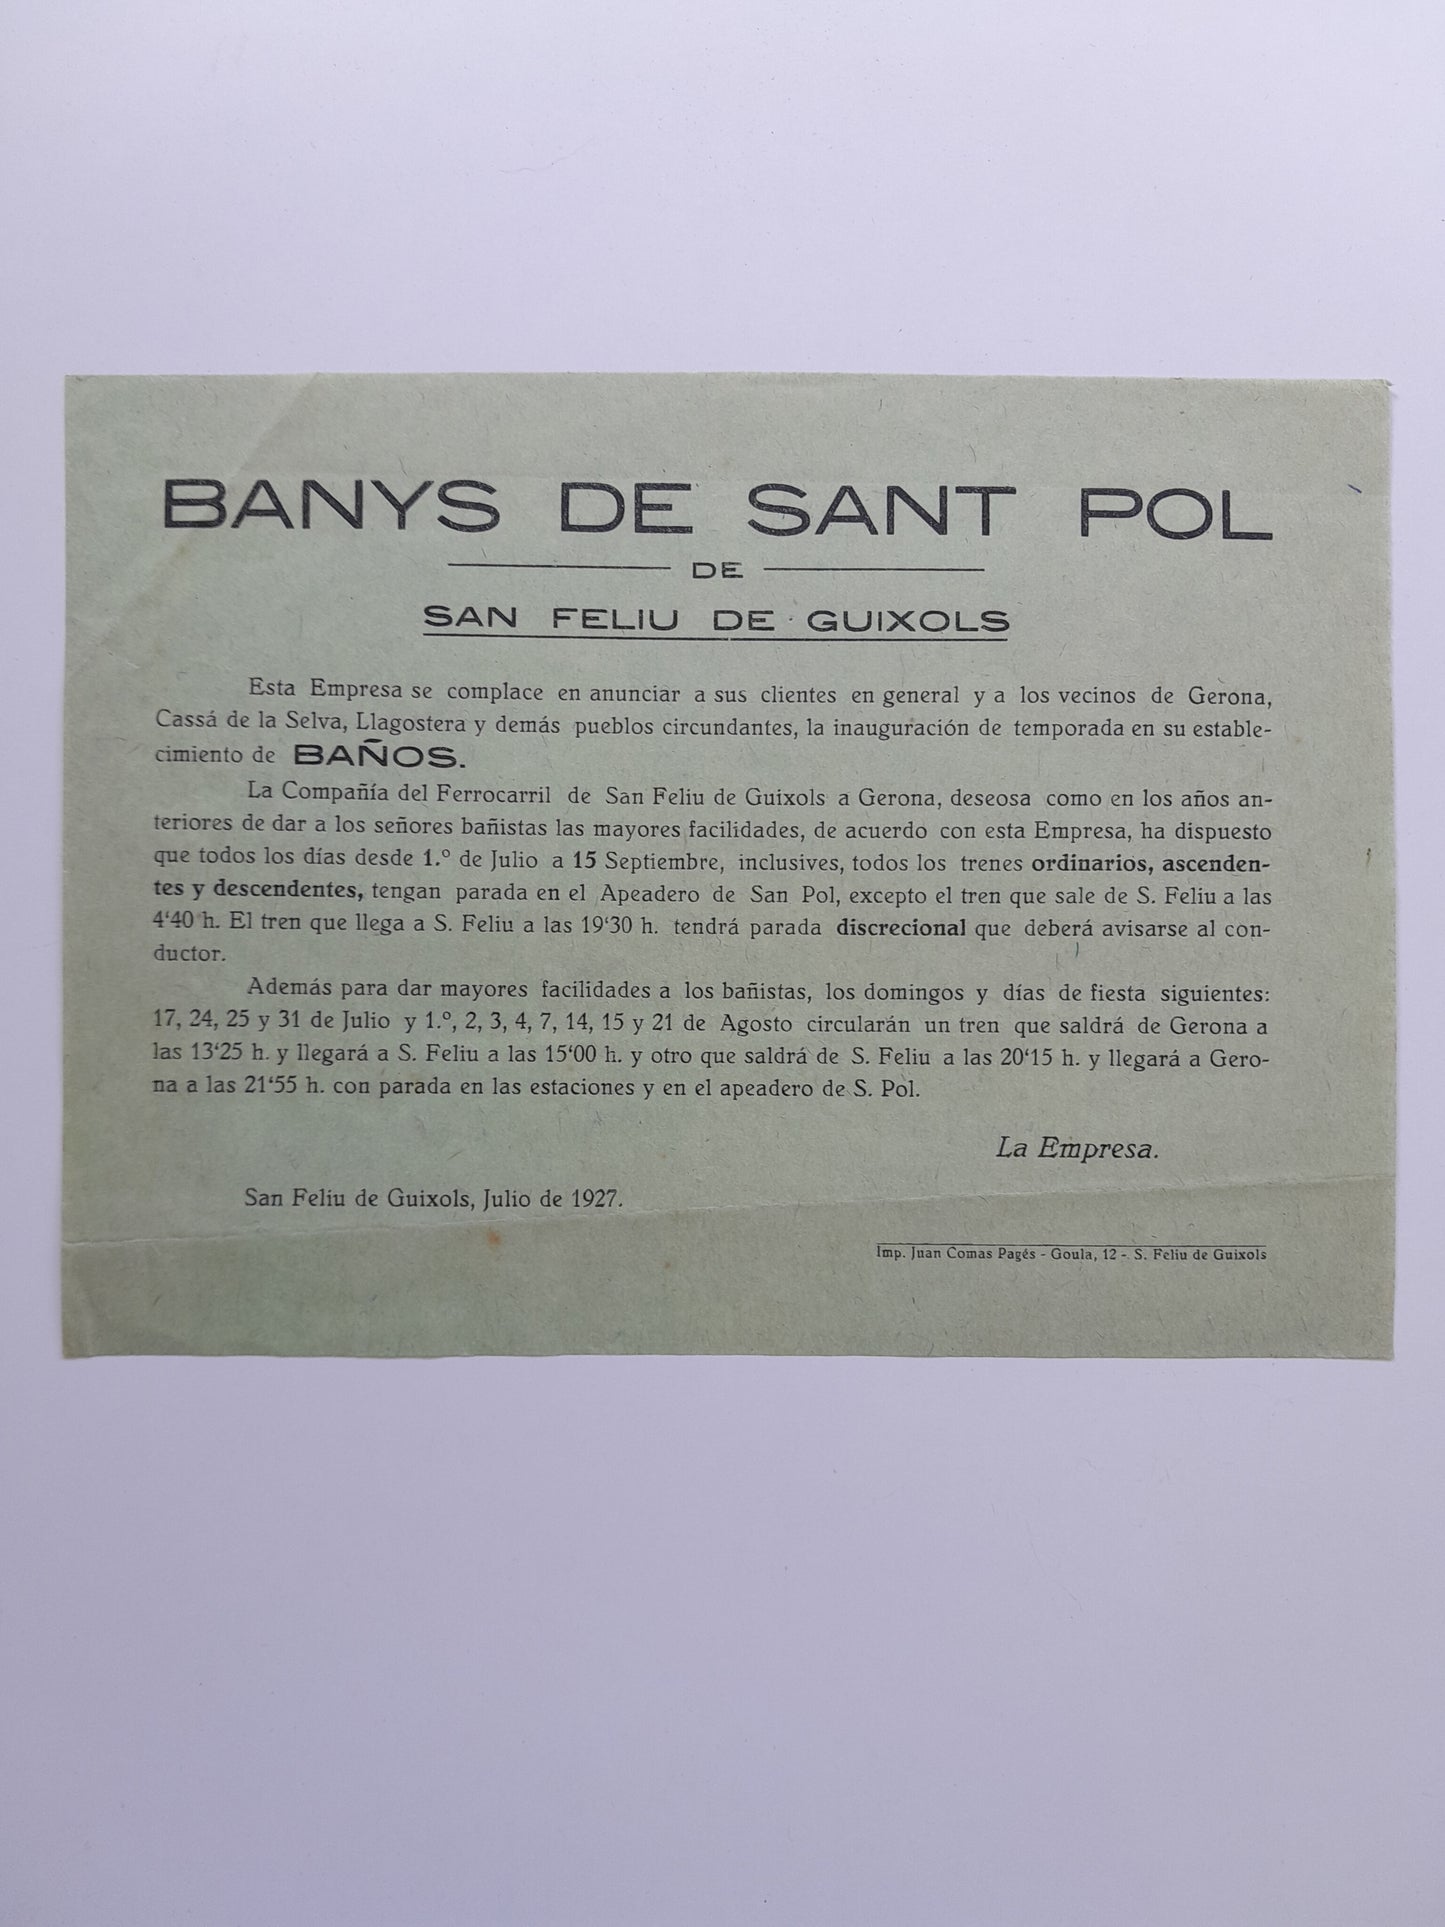 BANYS DE SANT POL
DE
SAN FELIU DE GUIXOLS
Esta Empresa se complace en anunciar a sus clientes en general y a los vecinos de Gerona,
Cassá de la Selva, Llagostera y demás pueblos circundantes, la inauguración de temporada en su estable-
cimiento de BAÑOS.
La Compañía del Ferrocarril de San Feliu de Guixols a Gerona, deseosa como en los años an-
teriores de dar a los señores bañistas las mayores facilidades, de acuerdo con esta Empresa, ha dispuesto
que todos los días desde 1.º de Julio a 15 Septiembre, inclusives, todos los trenes ordinarios, ascenden-
tes y descendentes, tengan parada en el Apeadero de San Pol, excepto el tren que sale de S. Feliu a las
4‘40 h. El tren que llega a S. Feliu a las 19‘30 h. tendrá parada discrecional que deberá avisarse al con-
ductor.
Además para dar mayores facilidades a los bañistas, los domingos y días de fiesta siguientes:
17, 24, 25 y 31 de Julio y 1.º, 2, 3, 4, 7, 14, 15 y 21 de Agosto circularán un tren que saldrá de Gerona a
las 13‘25 h. y llegará a S. Feliu a las 15‘00 h. y otro que saldrá de S. Feliu a las 20‘15 h. y llegará a Gero-
na a las 21‘55 h. con parada en las estaciones y en el apeadero de S. Pol.
La Empresa.
San Feliu de Guixols, Julio de 1927.
Imp. Juan Comas Pagés - Goula, 12 - S. Feliu de Guixols